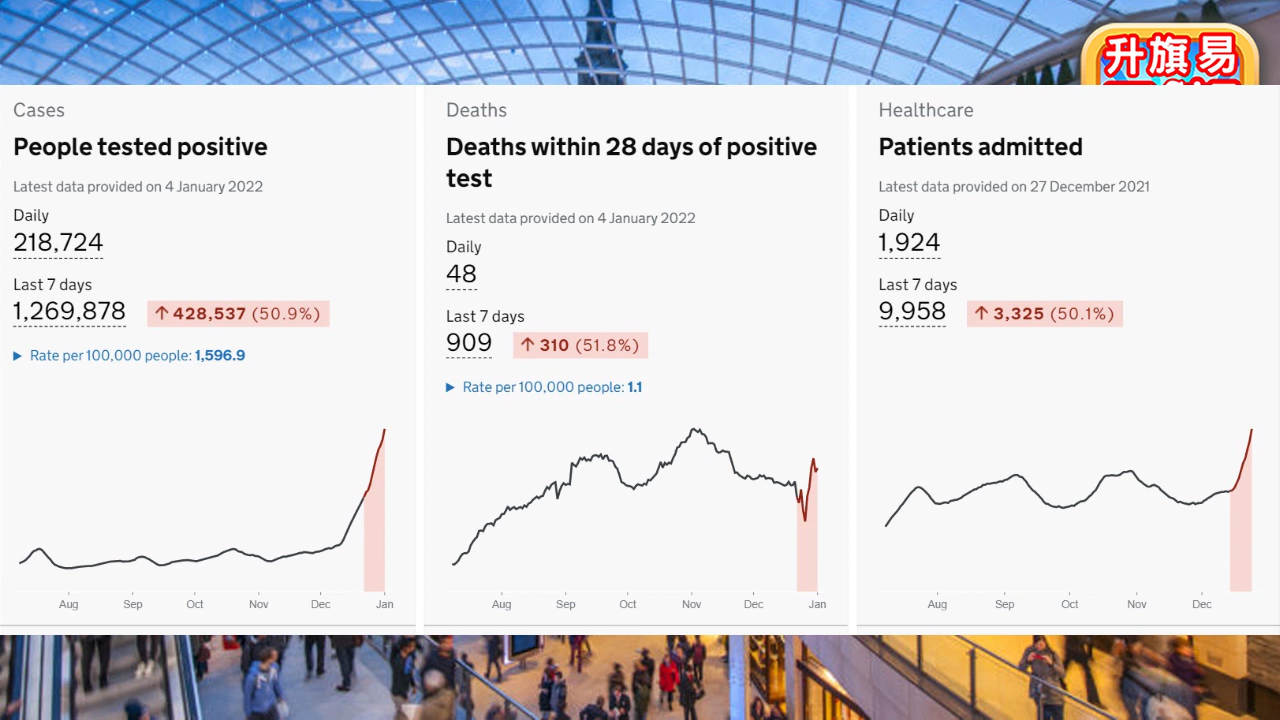 升旗易
Cases
People tested positive
Latest data provided on 4 January 2022
Daily
218,724
Last 7 days
1,269,878 ↑ 428,537 (50.9%)
▶ Rate per 100,000 people: 1,596.9
Aug Sep Oct Nov Dec Jan
Deaths
Deaths within 28 days of positive
test
Latest data provided on 4 January 2022
Daily
48
Last 7 days
909 ↑ 310 (51.8%)
▶ Rate per 100,000 people: 1.1
Aug Sep Oct Nov Dec Jan
Healthcare
Patients admitted
Latest data provided on 27 December 2021
Daily
1,924
Last 7 days
9,958 ↑ 3,325 (50.1%)
Aug Sep Oct Nov Dec